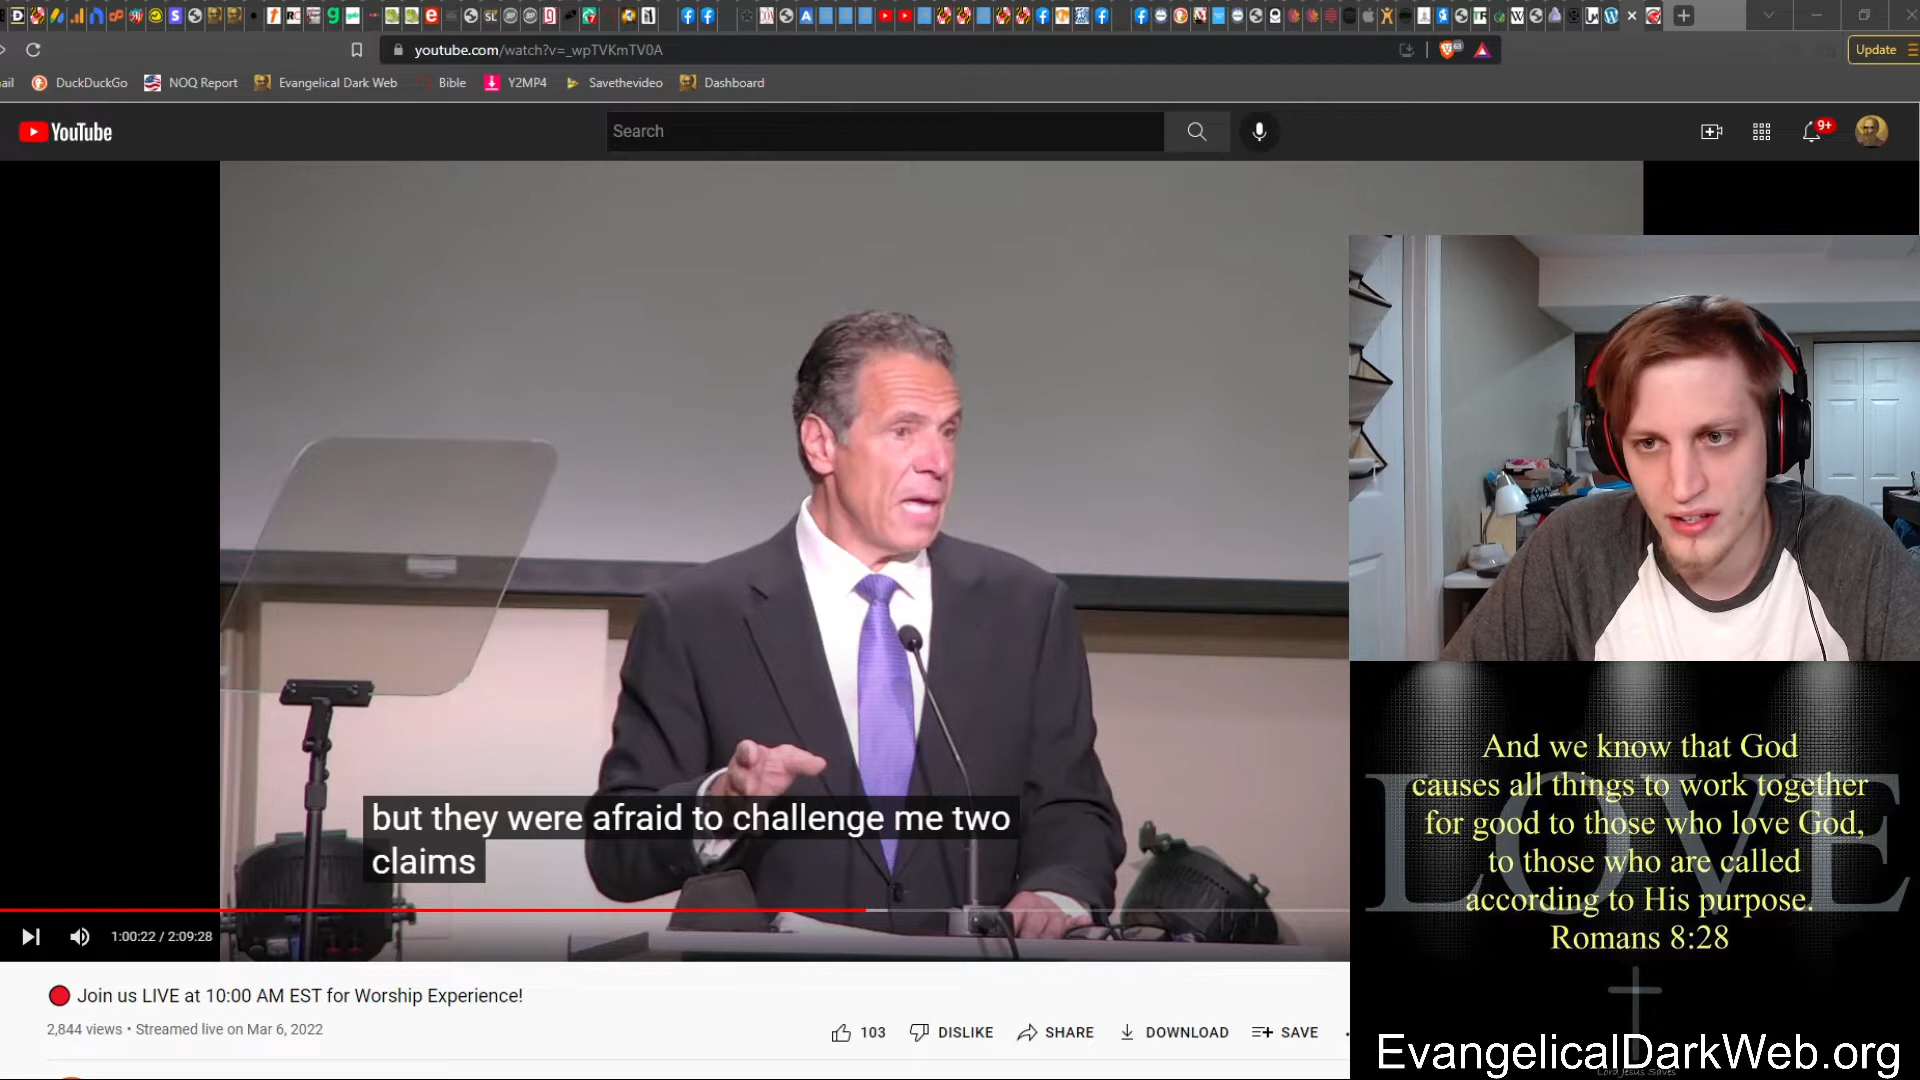 youtube.com/watch?v=_wpTVKmTV0A
Update
ail
DuckDuckGo
NOQ Report
Evangelical Dark Web
Bible
Y2MP4
Savethevideo
Dashboard
YouTube
Search
9+
but they were afraid to challenge me two
claims
1:00:22 / 2:09:28
Join us LIVE at 10:00 AM EST for Worship Experience!
2,844 views • Streamed live on Mar 6, 2022
103
DISLIKE
SHARE
DOWNLOAD
SAVE
LOVE
And we know that God
causes all things to work together
for good to those who love God,
to those who are called
according to His purpose.
Romans 8:28
EvangelicalDarkWeb.org
Lord Jesus Saves